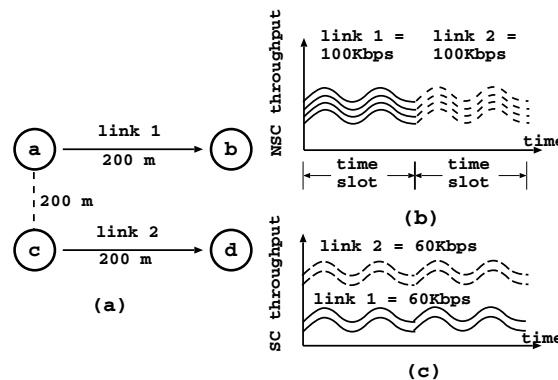 a
link 1
200 m
b
200 m
c
link 2
200 m
d
(a)
NSC throughput
link 1 =
100Kbps
link 2 =
100Kbps
time
time
slot
time
slot
(b)
SC throughput
link 2 = 60Kbps
link 1 = 60Kbps
time
(c)